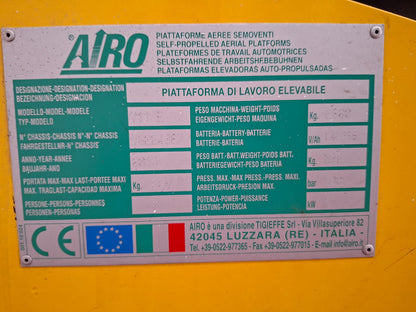 AIRO
PIATTAFORME AEREE SEMOVENTI
SELF-PROPELLED AERIAL PLATFORMS
PLATEFORMES DE TRAVAIL AUTOMOTRICES
SELBSTFAHRENDE ARBEITSHF.BEBUHNEN
PLATAFORMAS ELEVADORAS AUTO-PROPULSADAS
DESIGNAZIONE-DESIGNATION-DESIGNATION
BEZEICHNUNG-DESIGNACION
PIATTAFORMA DI LAVORO ELEVABILE
MODELLO-MODEL-MODELE
TYP-MODELO
PESO MACCHINA-WEIGHT-POIDS
EIGENGEWICHT-PESO MAQUINA
Kg.
N° CHASSIS-CHASSIS N°-N° CHASSIS
FAHRGESTELLNR-N° CHASSIS
BATTERIA-BATTERY-BATTERIE
BATTERIE-BATERIA
V/Ah
ANNO-YEAR-ANNEE
BAUJAHR-AÑO
PESO BATT.-BATT.WEIGHT-POIDS BATT.
BATTERIEGEWICHT-PESO BATERIA
Kg.
PORTATA MAX-MAX LAST-PORTEE MAXI
MAX. TRAGLAST-CAPACIDAD MAXIMA
Kg.
PRESS. MAX.-MAX PRESS.-PRESS. MAXI.
ARBEITSDRUCK-PRESION MAX.
bar
PERSONE-PERSONS-PERSONNES
PERSONEN-PERSONAS
POTENZA-POWER-PUISSANCE
LEISTUNG-POTENCIA
kW
CE
AIRO è una divisione TIGIEFFE Srl - Via Villasuperiore 82
42045 LUZZARA (RE) - ITALIA -
Tel. +39-0522-977365 - Fax +39-0522-977015 - E-mail info@airo.it